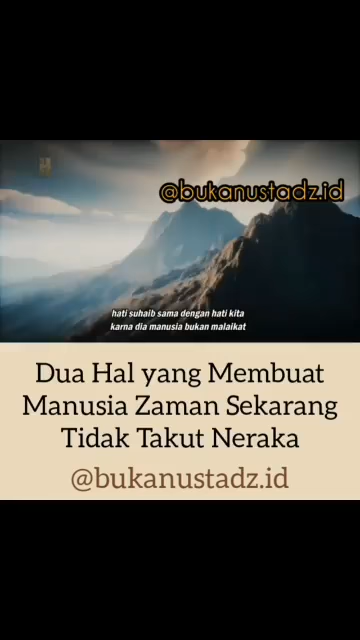 @bukanustadz.id
hati suhaib sama dengan hati kita
karna dia manusia bukan malaikat
Dua Hal yang Membuat
Manusia Zaman Sekarang
Tidak Takut Neraka
@bukanustadz.id